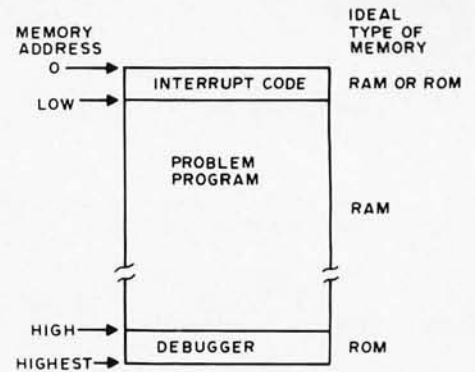 MEMORY
ADDRESS
IDEAL
TYPE OF
MEMORY
O
INTERRUPT CODE
RAM OR ROM
LOW
PROBLEM
PROGRAM
RAM
HIGH
DEBUGGER
ROM
HIGHEST